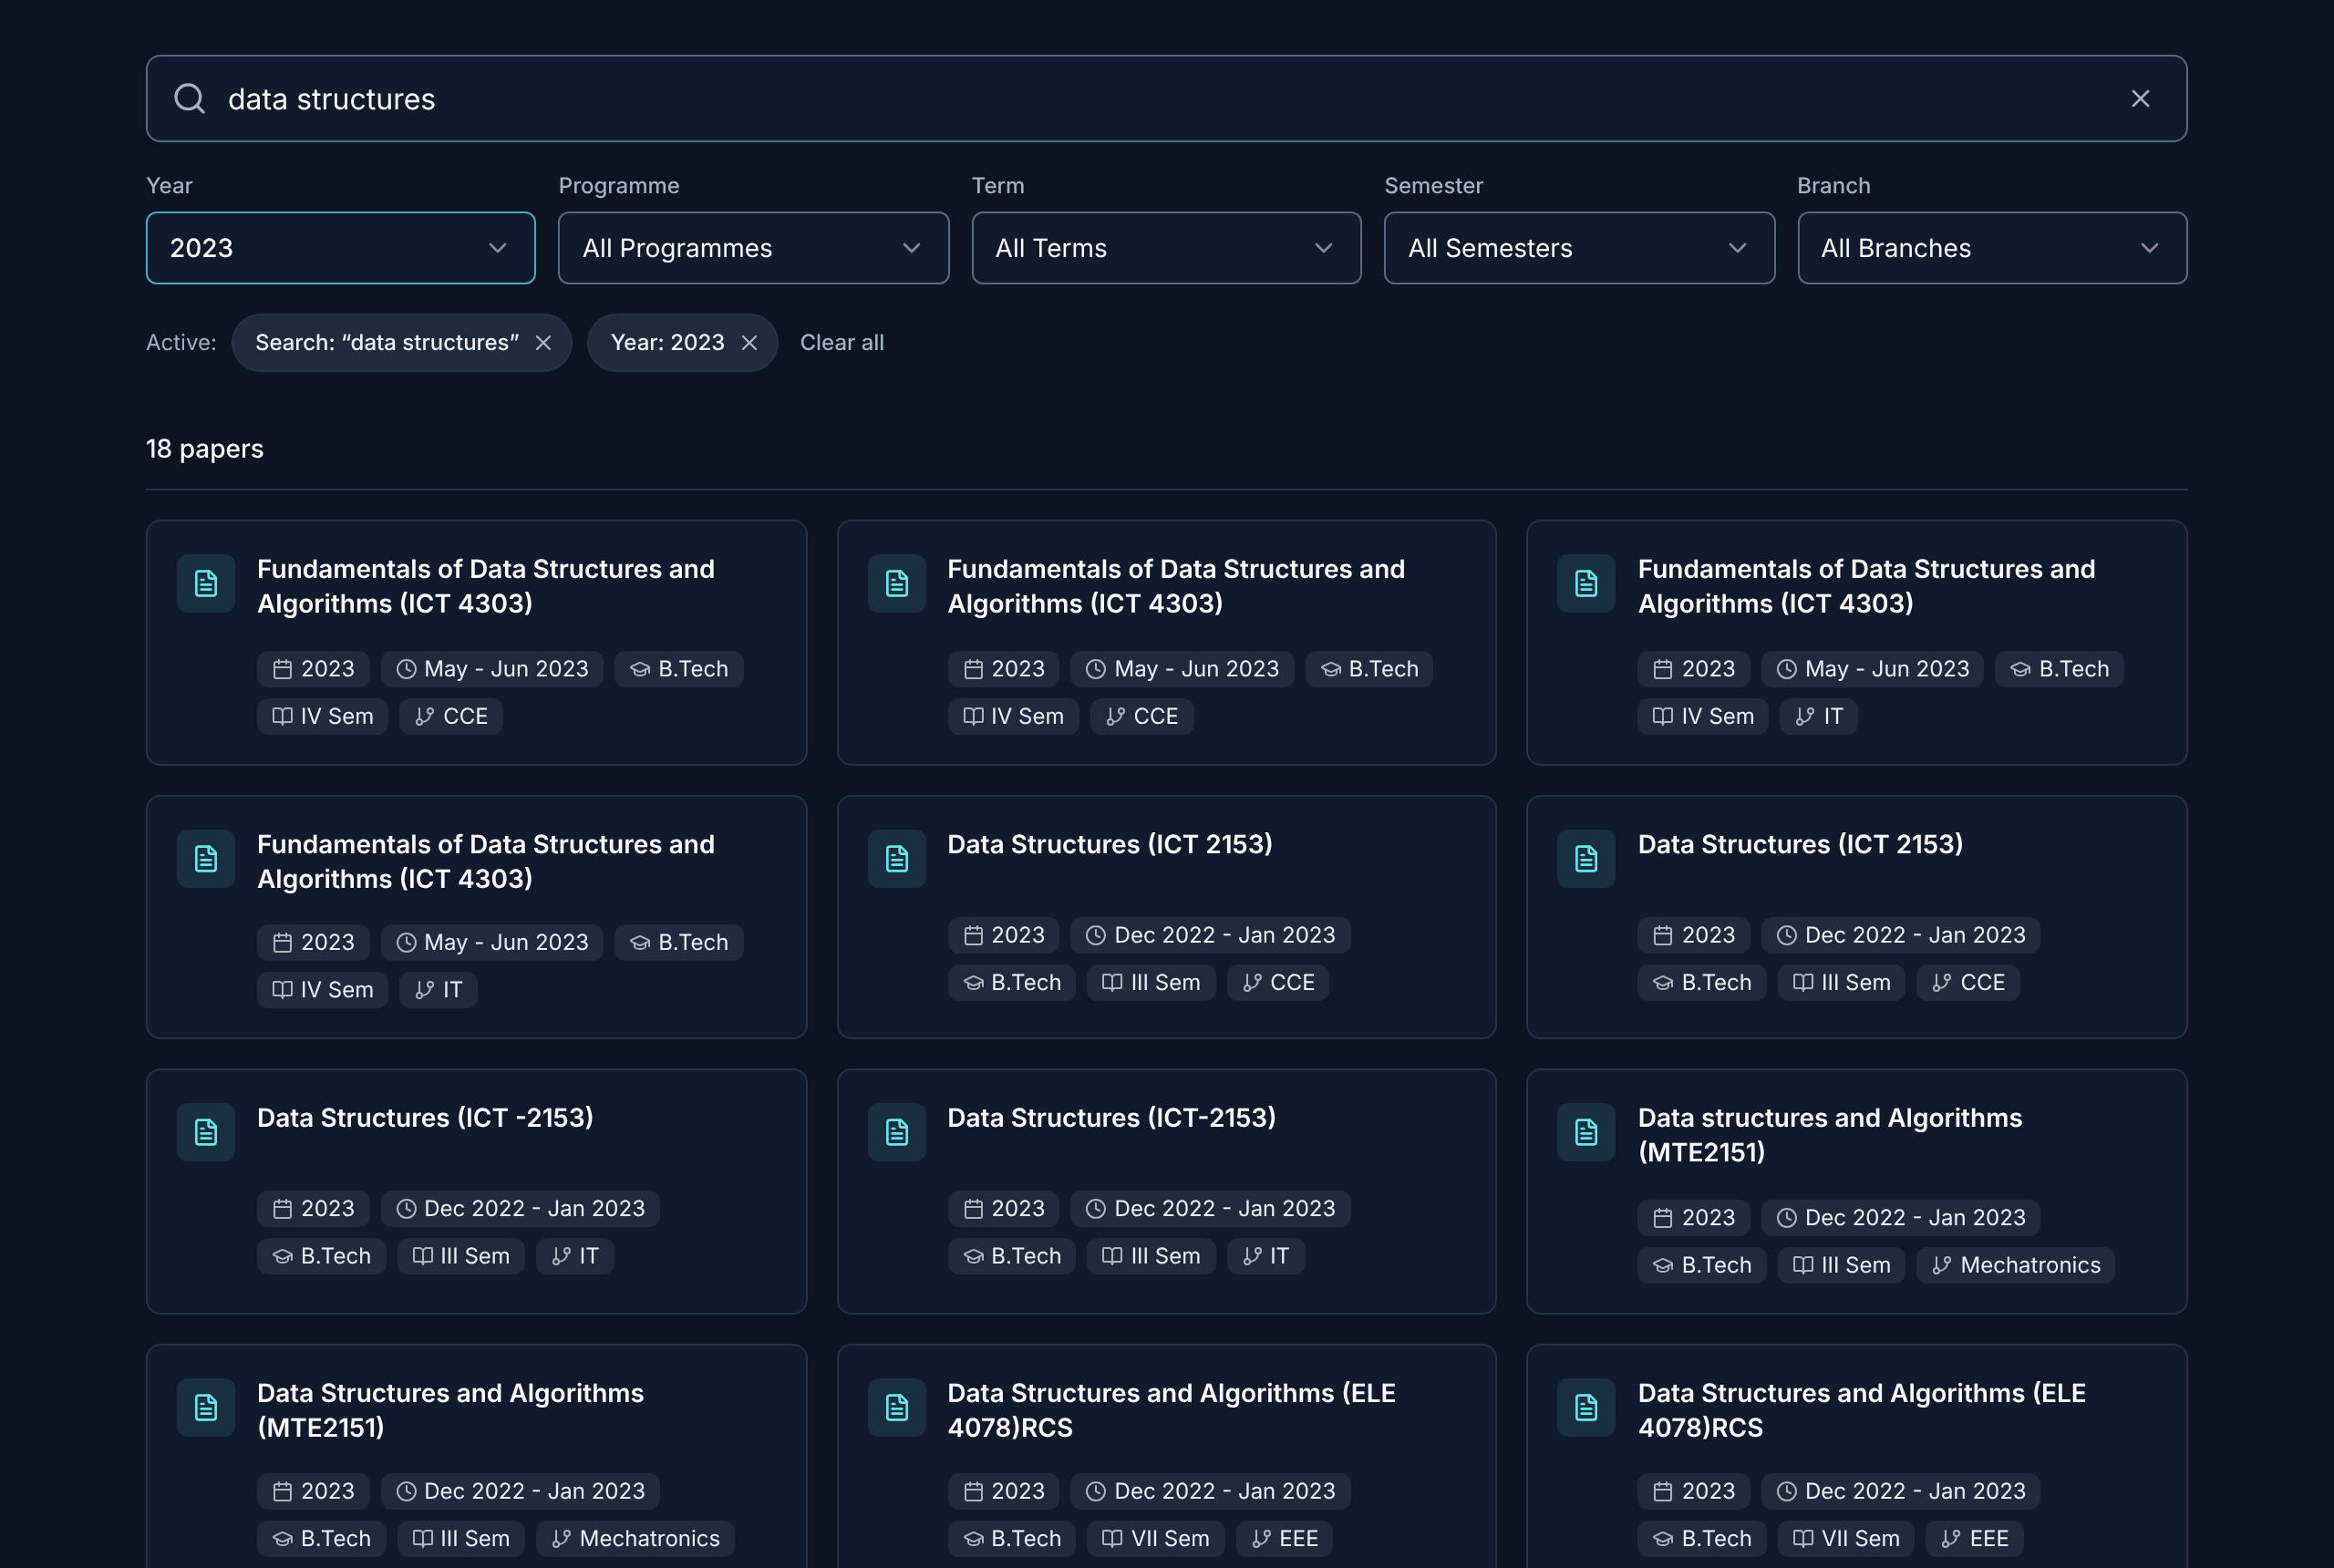 data structures
Year Programme Term Semester Branch
2023 All Programmes All Terms All Semesters All Branches
Active: Search: “data structures” Year: 2023 Clear all
18 papers
Fundamentals of Data Structures and
Algorithms (ICT 4303)
2023 May - Jun 2023 B.Tech
IV Sem CCE
Fundamentals of Data Structures and
Algorithms (ICT 4303)
2023 May - Jun 2023 B.Tech
IV Sem CCE
Fundamentals of Data Structures and
Algorithms (ICT 4303)
2023 May - Jun 2023 B.Tech
IV Sem IT
Fundamentals of Data Structures and
Algorithms (ICT 4303)
2023 May - Jun 2023 B.Tech
IV Sem IT
Data Structures (ICT 2153)
2023 Dec 2022 - Jan 2023
B.Tech III Sem CCE
Data Structures (ICT 2153)
2023 Dec 2022 - Jan 2023
B.Tech III Sem CCE
Data Structures (ICT -2153)
2023 Dec 2022 - Jan 2023
B.Tech III Sem IT
Data Structures (ICT-2153)
2023 Dec 2022 - Jan 2023
B.Tech III Sem IT
Data structures and Algorithms
(MTE2151)
2023 Dec 2022 - Jan 2023
B.Tech III Sem Mechatronics
Data Structures and Algorithms
(MTE2151)
2023 Dec 2022 - Jan 2023
B.Tech III Sem Mechatronics
Data Structures and Algorithms (ELE
4078)RCS
2023 Dec 2022 - Jan 2023
B.Tech VII Sem EEE
Data Structures and Algorithms (ELE
4078)RCS
2023 Dec 2022 - Jan 2023
B.Tech VII Sem EEE